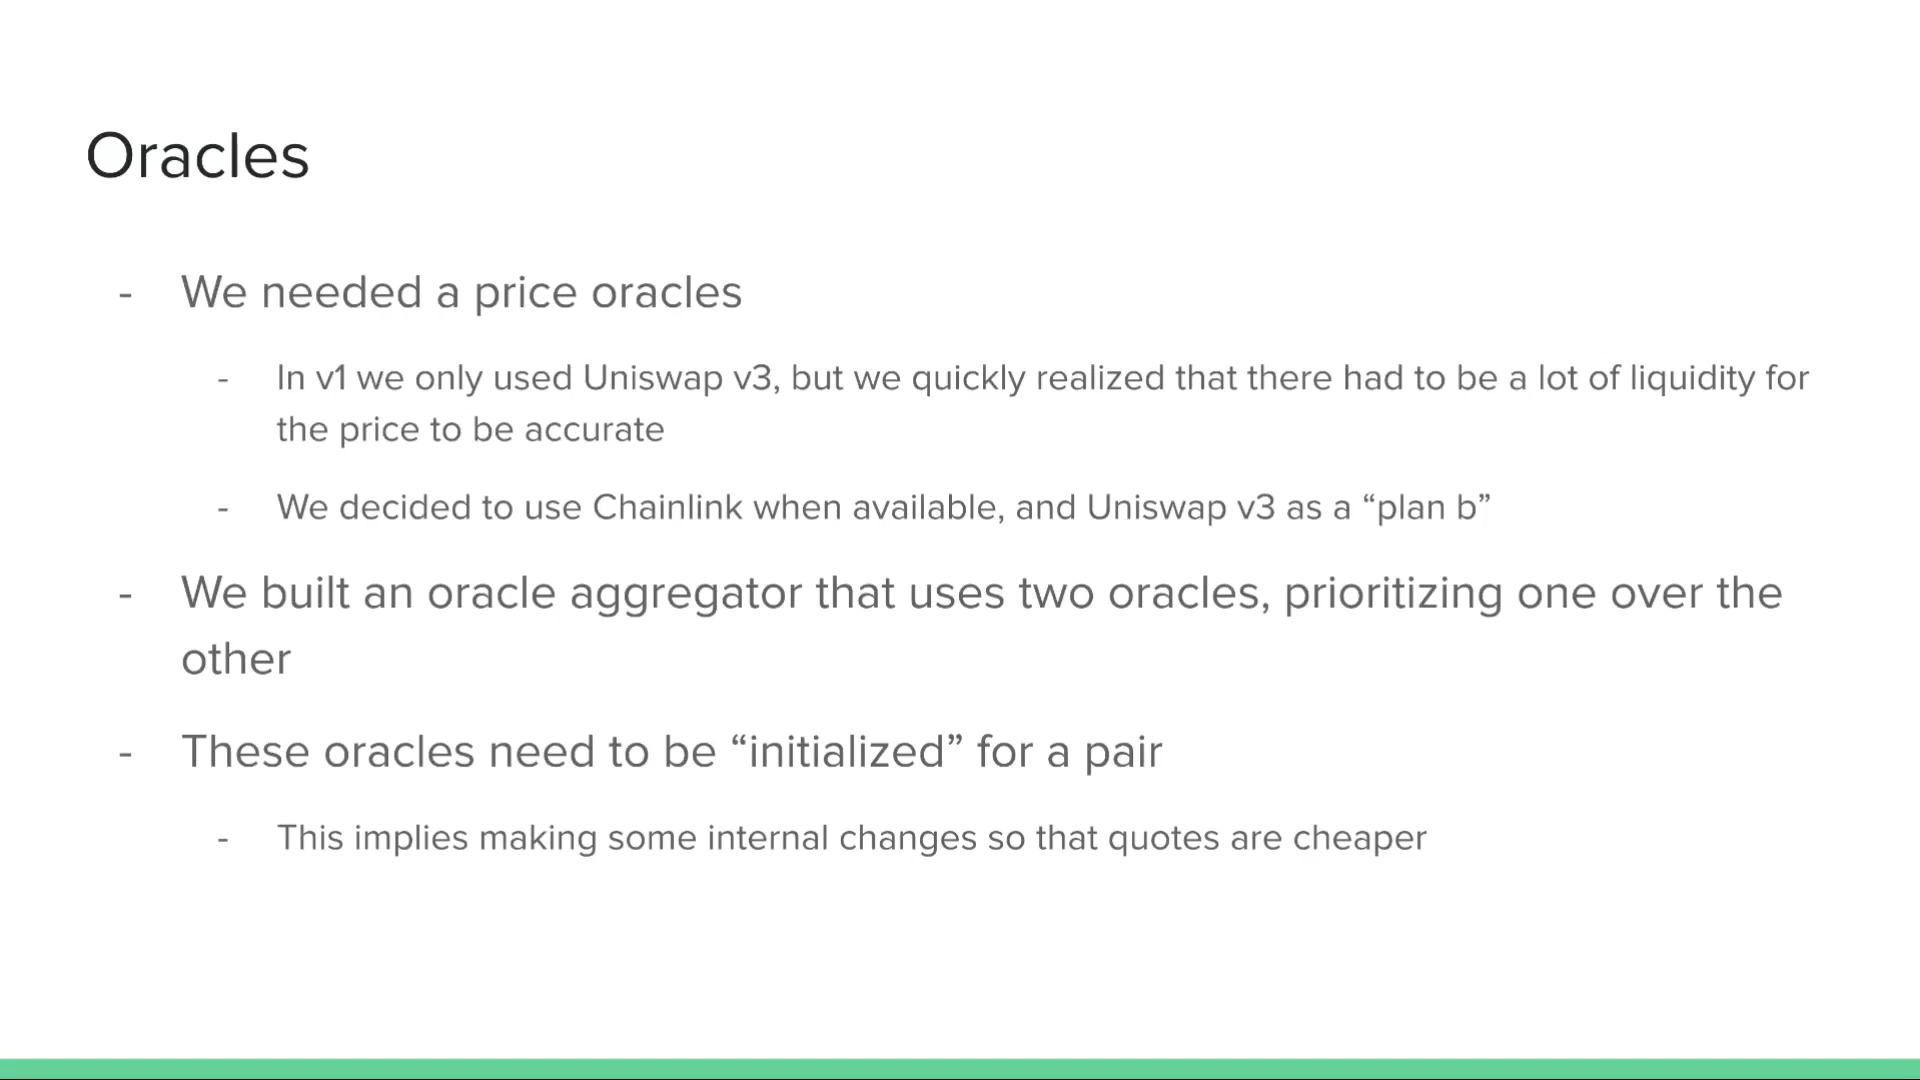 Oracles
- We needed a price oracles
- In v1 we only used Uniswap v3, but we quickly realized that there had to be a lot of liquidity for
the price to be accurate
- We decided to use Chainlink when available, and Uniswap v3 as a “plan b”
- We built an oracle aggregator that uses two oracles, prioritizing one over the
other
- These oracles need to be “initialized” for a pair
- This implies making some internal changes so that quotes are cheaper